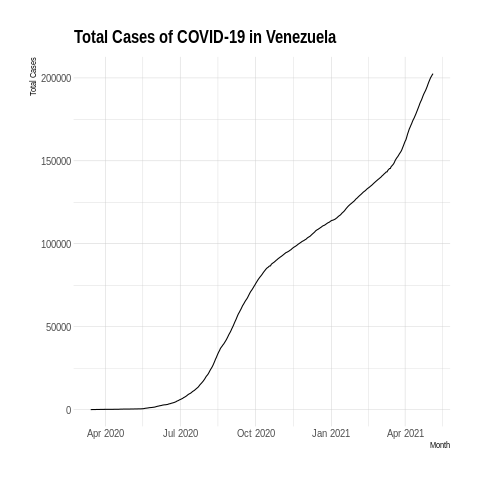 Total Cases of COVID-19 in Venezuela
Total Cases
200000
150000
100000
50000
0
Apr 2020 Jul 2020 Oct 2020 Jan 2021 Apr 2021
Month